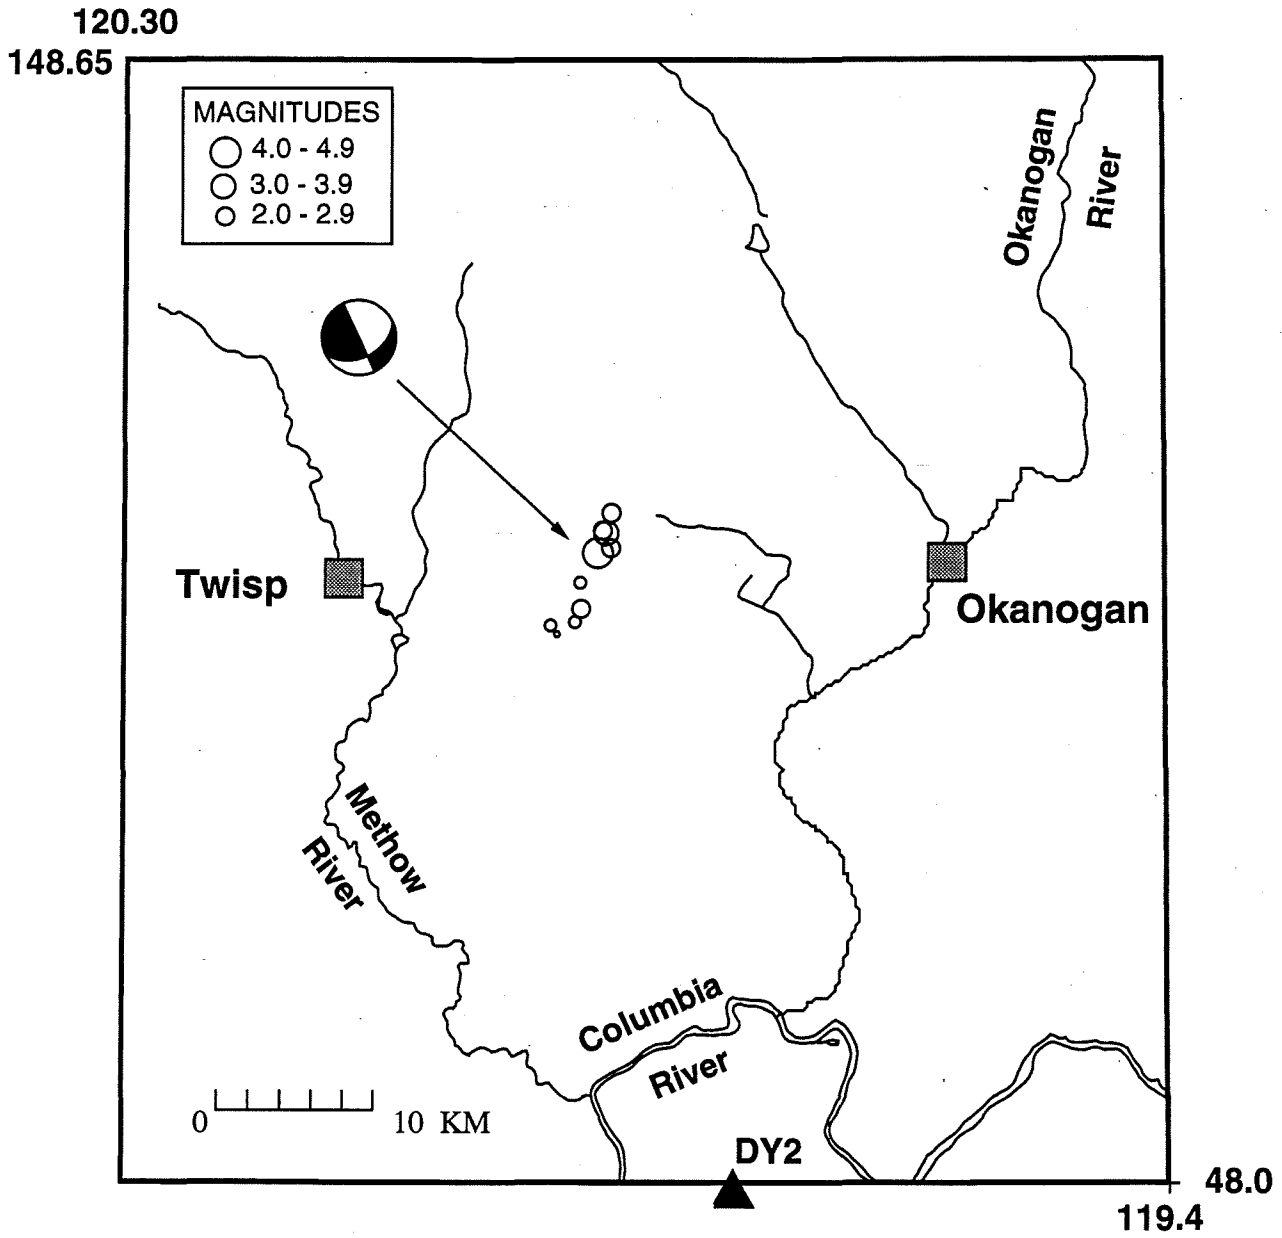 120.30
148.65
MAGNITUDES
4.0 - 4.9
3.0 - 3.9
2.0 - 2.9
Okanogan
River
Twisp
Okanogan
Methow
River
Columbia
River
0
10 KM
DY2
48.0
119.4